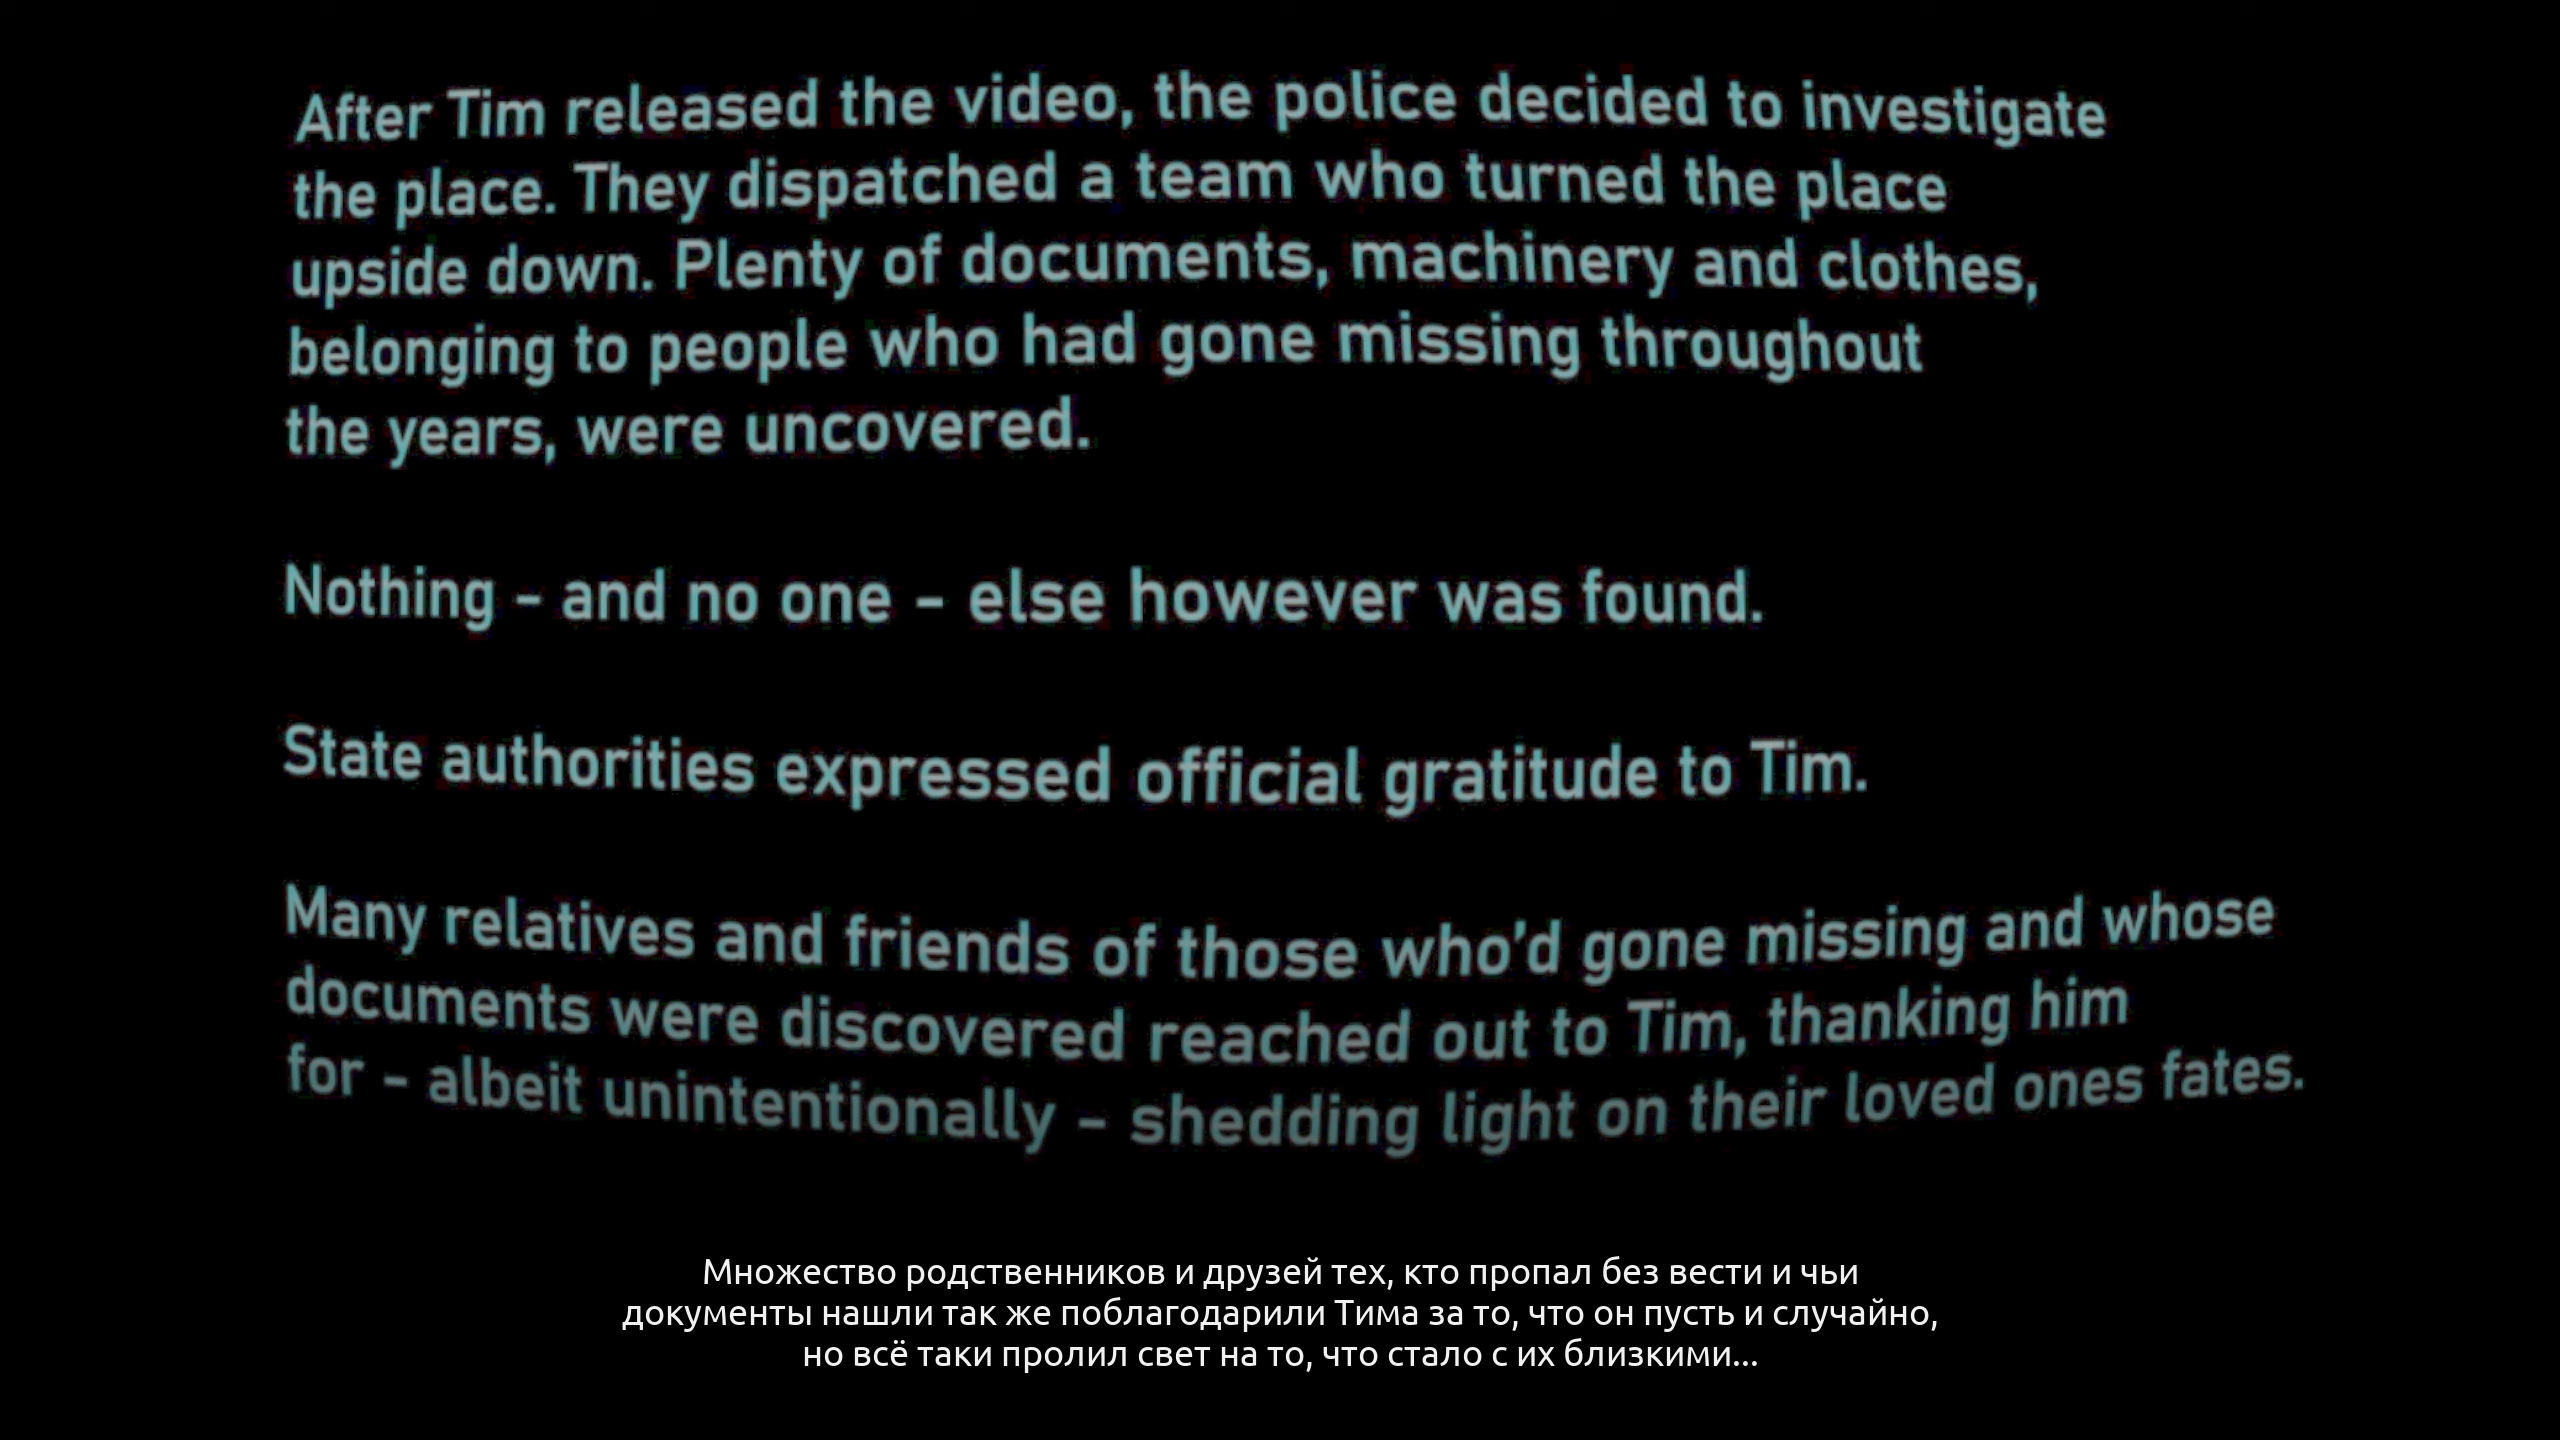 After Tim released the video, the police decided to investigate
the place. They dispatched a team who turned the place
upside down. Plenty of documents, machinery and clothes,
belonging to people who had gone missing throughout
the years, were uncovered.
Nothing – and no one – else however was found.
State authorities expressed official gratitude to Tim.
Many relatives and friends of those who’d gone missing and whose
documents were discovered reached out to Tim, thanking him
for – albeit unintentionally – shedding light on their loved ones fates.
Множество родственников и друзей тех, кто пропал без вести и чьи
документы нашли так же поблагодарили Тима за то, что он пусть и случайно,
но всё таки пролил свет на то, что стало с их близкими...